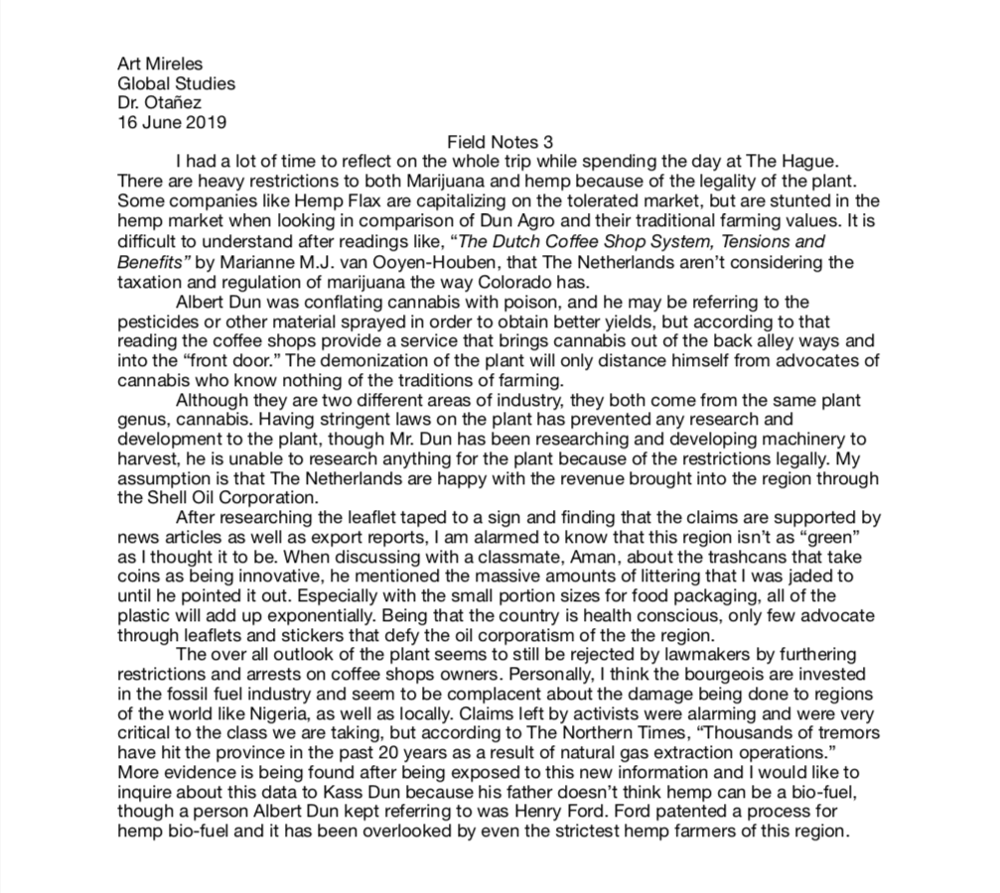 Art Mireles
Global Studies
Dr. Otañez
16 June 2019
Field Notes 3
I had a lot of time to reflect on the whole trip while spending the day at The Hague.
There are heavy restrictions to both Marijuana and hemp because of the legality of the plant.
Some companies like Hemp Flax are capitalizing on the tolerated market, but are stunted in the
hemp market when looking in comparison of Dun Agro and their traditional farming values. It is
difficult to understand after readings like, “The Dutch Coffee Shop System, Tensions and
Benefits” by Marianne M.J. van Ooyen-Houben, that The Netherlands aren’t considering the
taxation and regulation of marijuana the way Colorado has.
Albert Dun was conflating cannabis with poison, and he may be referring to the
pesticides or other material sprayed in order to obtain better yields, but according to that
reading the coffee shops provide a service that brings cannabis out of the back alley ways and
into the “front door.” The demonization of the plant will only distance himself from advocates of
cannabis who know nothing of the traditions of farming.
Although they are two different areas of industry, they both come from the same plant
genus, cannabis. Having stringent laws on the plant has prevented any research and
development to the plant, though Mr. Dun has been researching and developing machinery to
harvest, he is unable to research anything for the plant because of the restrictions legally. My
assumption is that The Netherlands are happy with the revenue brought into the region through
the Shell Oil Corporation.
After researching the leaflet taped to a sign and finding that the claims are supported by
news articles as well as export reports, I am alarmed to know that this region isn’t as “green”
as I thought it to be. When discussing with a classmate, Aman, about the trashcans that take
coins as being innovative, he mentioned the massive amounts of littering that I was jaded to
until he pointed it out. Especially with the small portion sizes for food packaging, all of the
plastic will add up exponentially. Being that the country is health conscious, only few advocate
through leaflets and stickers that defy the oil corporatism of the the region.
The over all outlook of the plant seems to still be rejected by lawmakers by furthering
restrictions and arrests on coffee shops owners. Personally, I think the bourgeois are invested
in the fossil fuel industry and seem to be complacent about the damage being done to regions
of the world like Nigeria, as well as locally. Claims left by activists were alarming and were very
critical to the class we are taking, but according to The Northern Times, “Thousands of tremors
have hit the province in the past 20 years as a result of natural gas extraction operations.”
More evidence is being found after being exposed to this new information and I would like to
inquire about this data to Kass Dun because his father doesn’t think hemp can be a bio-fuel,
though a person Albert Dun kept referring to was Henry Ford. Ford patented a process for
hemp bio-fuel and it has been overlooked by even the strictest hemp farmers of this region.